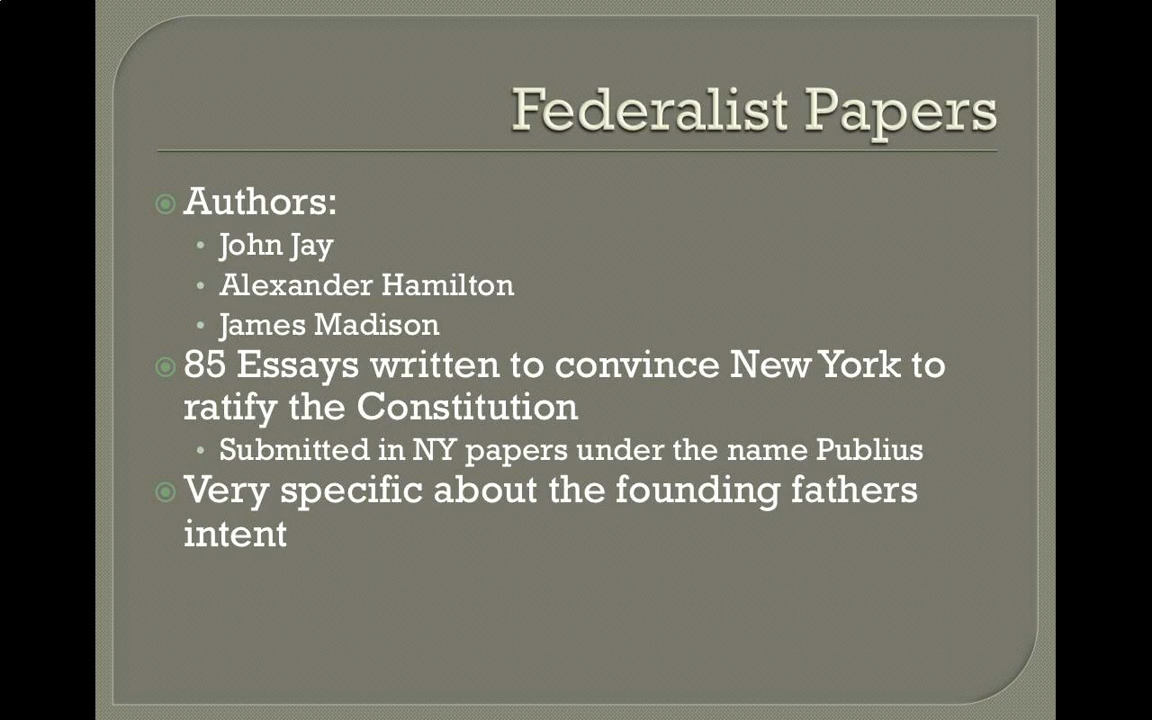 Federalist Papers
Authors:
John Jay
Alexander Hamilton
James Madison
85 Essays written to convince New York to
ratify the Constitution
Submitted in NY papers under the name Publius
Very specific about the founding fathers
intent